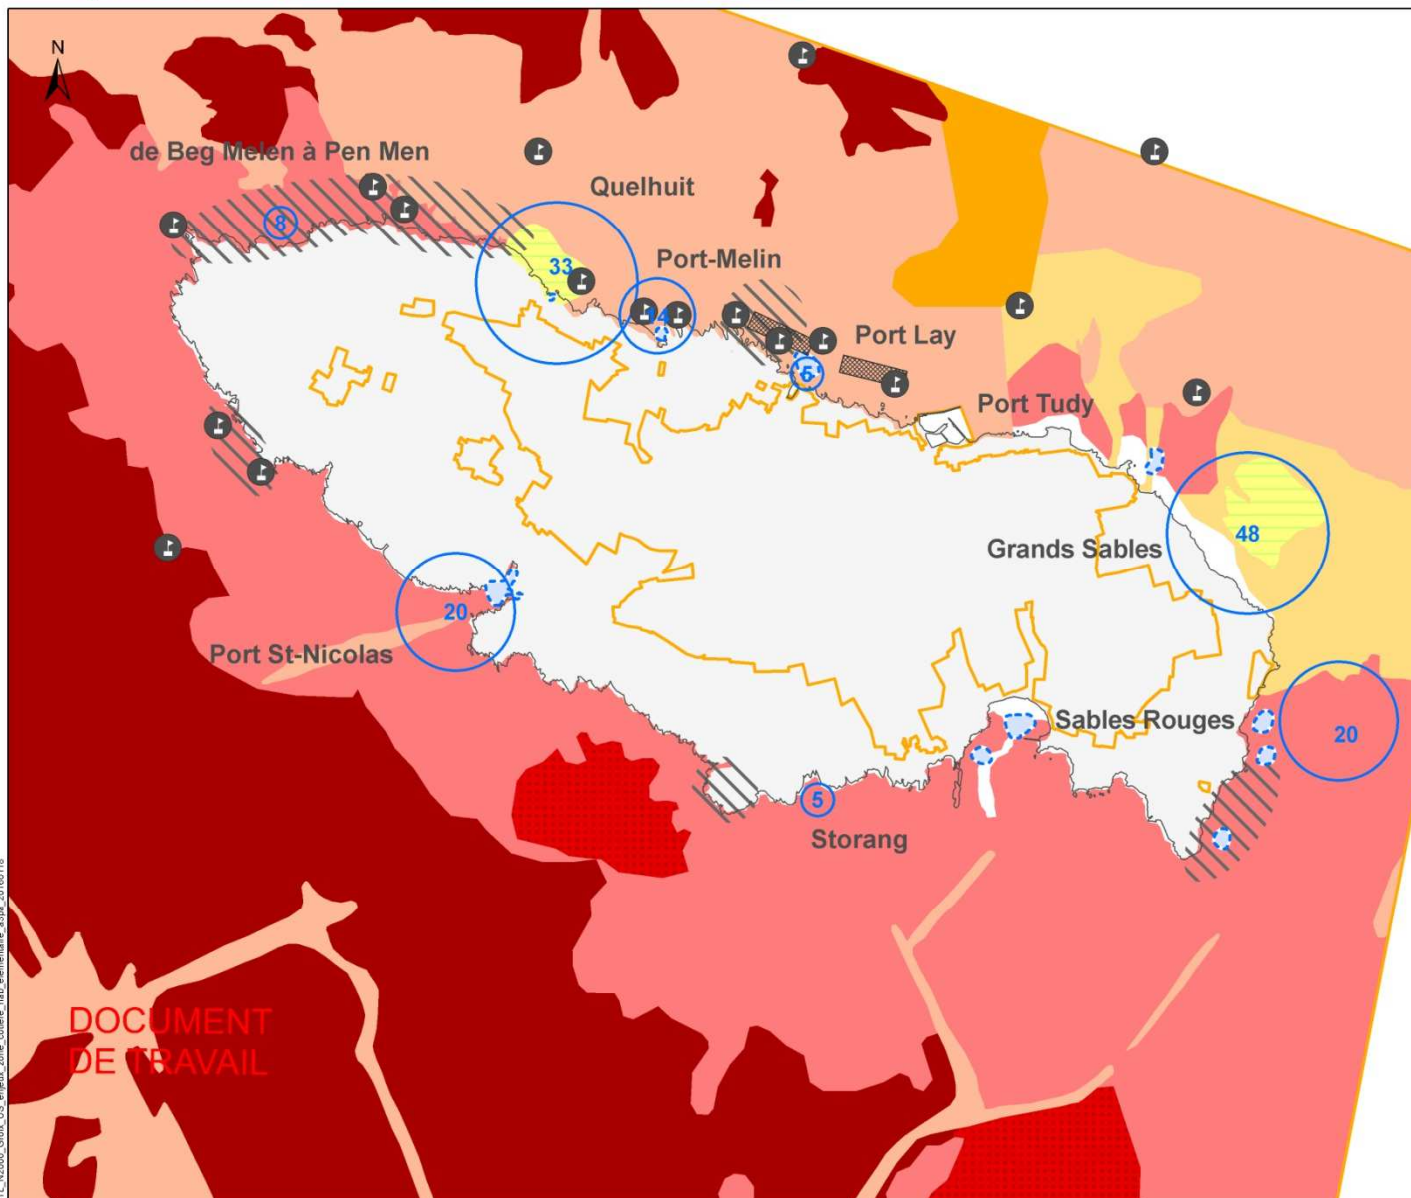 N
de Beg Melen à Pen Men
Quelhuit
8
Port-Melin
33
14
Port Lay
5
Port Tudy
48
Grands Sables
20
Port St-Nicolas
Sables Rouges
20
5
Storang
DOCUMENT
DE TRAVAIL